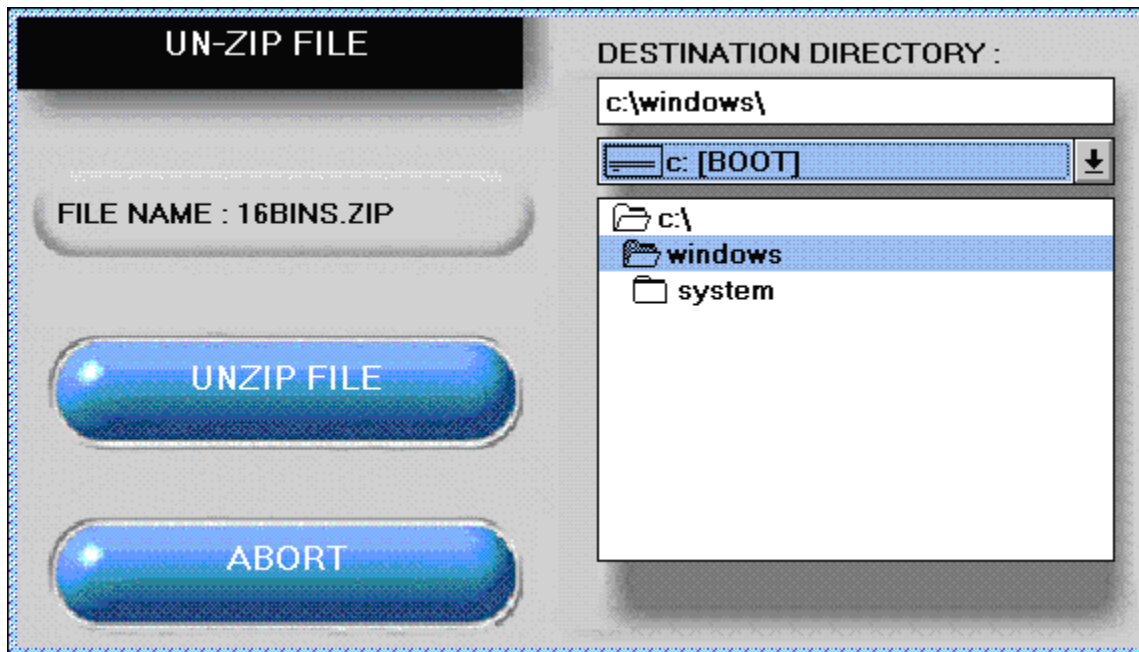 UN-ZIP FILE
FILE NAME : 16BINS.ZIP
UNZIP FILE
ABORT
DESTINATION DIRECTORY :
c:\windows\
c: [BOOT]
c:\
windows
system